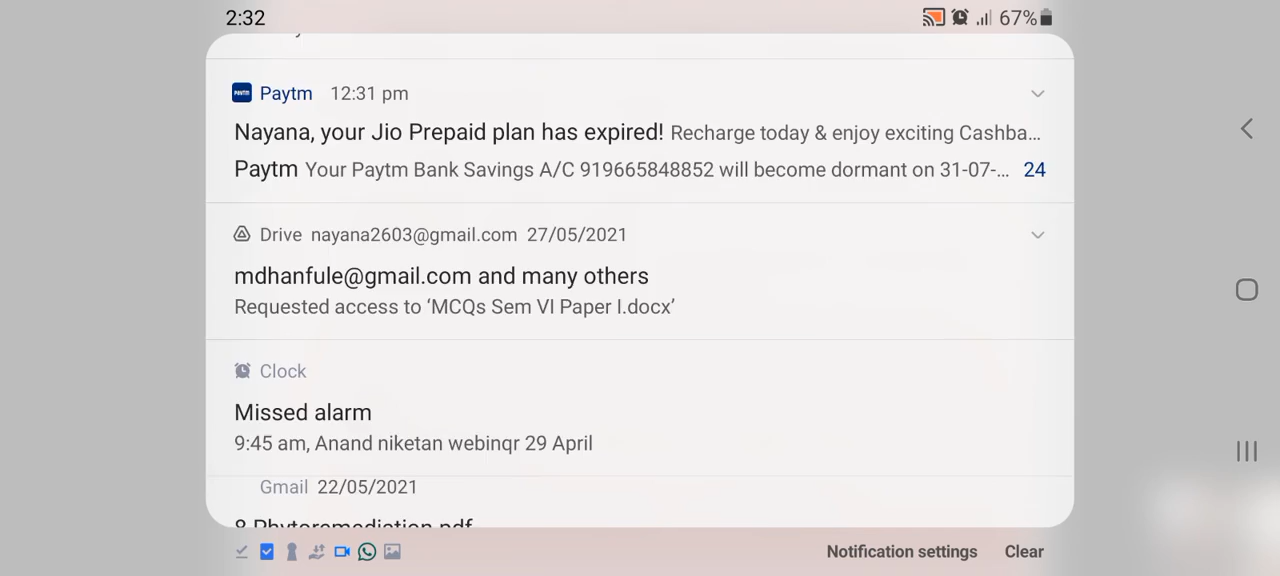 2:32 67%
Paytm 12:31 pm
Nayana, your Jio Prepaid plan has expired! Recharge today & enjoy exciting Cashba...
Paytm Your Paytm Bank Savings A/C 919665848852 will become dormant on 31-07-... 24
Drive nayana2603@gmail.com 27/05/2021
mdhanfule@gmail.com and many others
Requested access to ‘MCQs Sem VI Paper I.docx’
Clock
Missed alarm
9:45 am, Anand niketan webinqr 29 April
Gmail 22/05/2021
8 Phytoremediation.pdf
Notification settings Clear